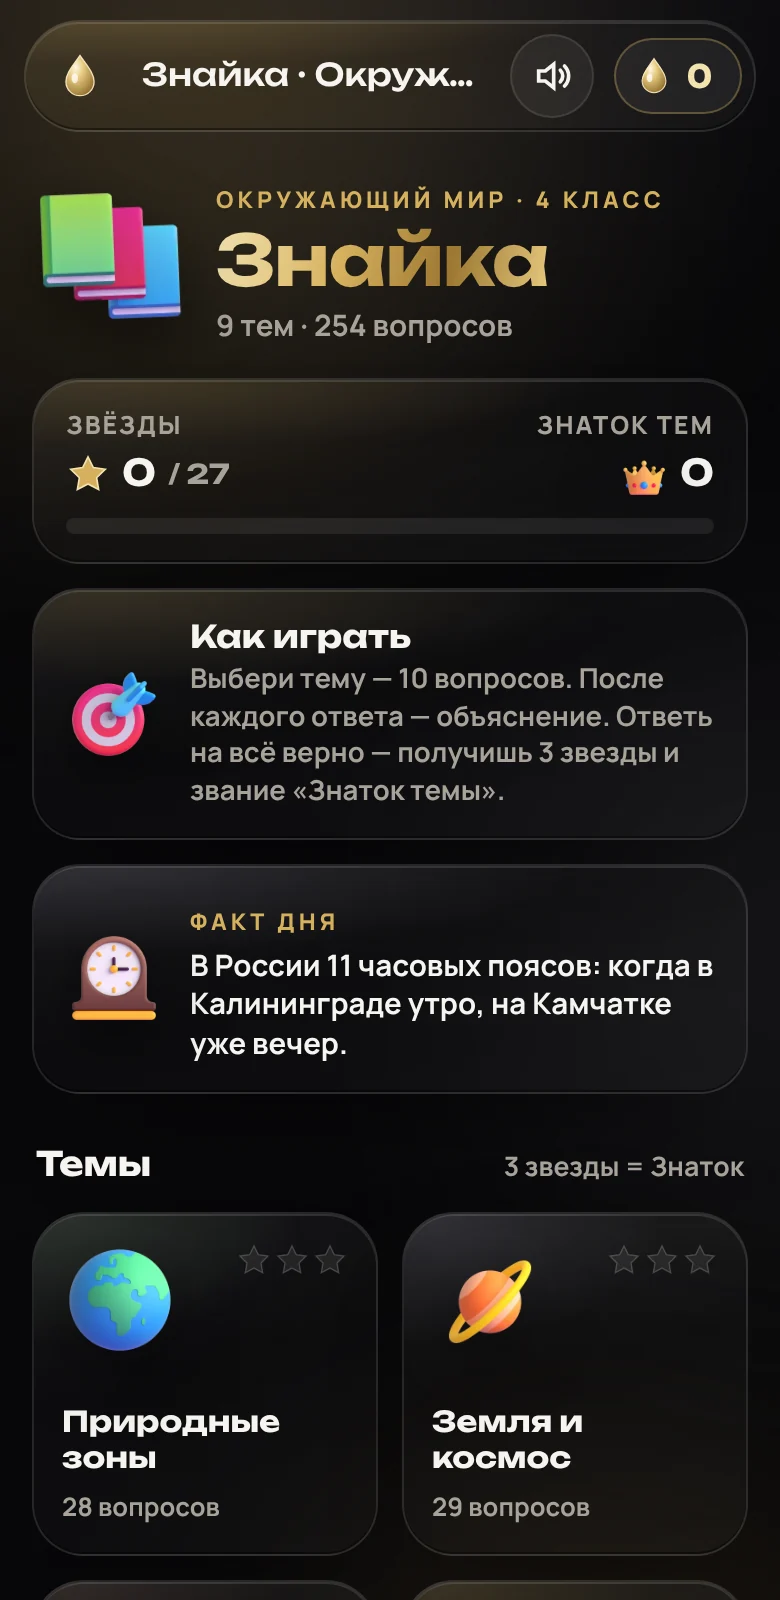 Знайка · Окруж...
0
ОКРУЖАЮЩИЙ МИР · 4 КЛАСС
Знайка
9 тем · 254 вопросов
ЗВЁЗДЫ
ЗНАТОК ТЕМ
0 / 27
0
Как играть
Выбери тему — 10 вопросов. После
каждого ответа — объяснение. Ответь
на всё верно — получишь 3 звезды и
звание «Знаток темы».
ФАКТ ДНЯ
В России 11 часовых поясов: когда в
Калининграде утро, на Камчатке
уже вечер.
Темы
3 звезды = Знаток
Природные
зоны
28 вопросов
Земля и
космос
29 вопросов